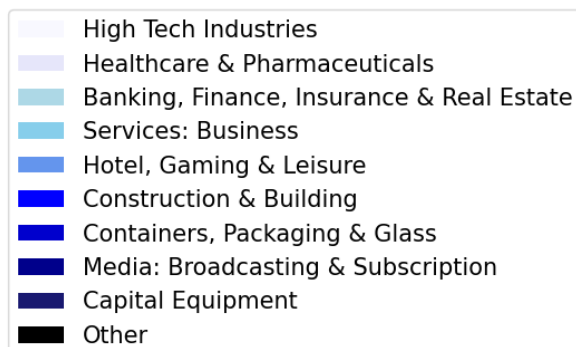 High Tech Industries
Healthcare & Pharmaceuticals
Banking, Finance, Insurance & Real Estate
Services: Business
Hotel, Gaming & Leisure
Construction & Building
Containers, Packaging & Glass
Media: Broadcasting & Subscription
Capital Equipment
Other